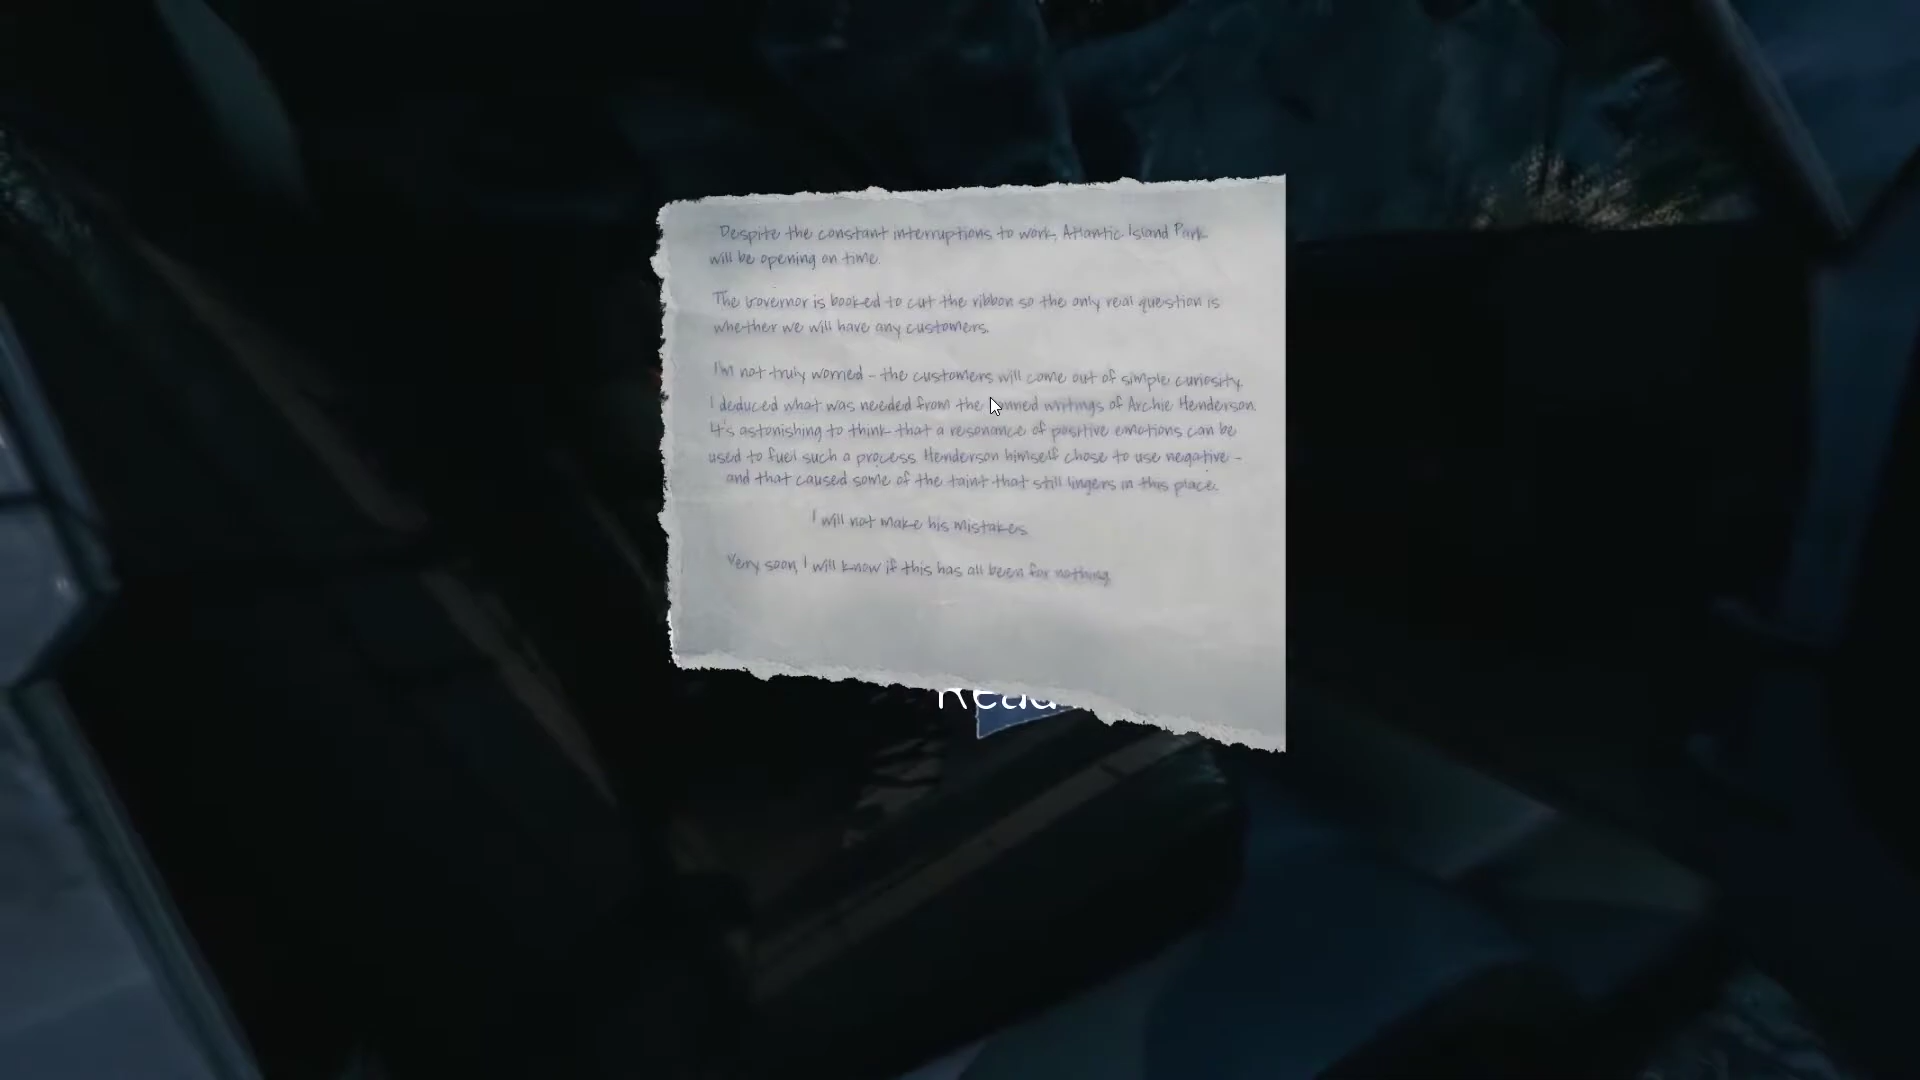 Despite the constant interruptions to work, Atlantic Island Park
will be opening on time.
The Governor is booked to cut the ribbon so the only real question is
whether we will have any customers.
I'm not truly worried - the customers will come out of simple curiosity.
I deduced what was needed from the writings of Archie Henderson.
It's astonishing to think that a resonance of positive emotions can be
used to fuel such a process. Henderson himself chose to use negative -
and that caused some of the taint that still lingers in this place.
I will not make his mistakes.
Very soon, I will know if this has all been for nothing.
Read